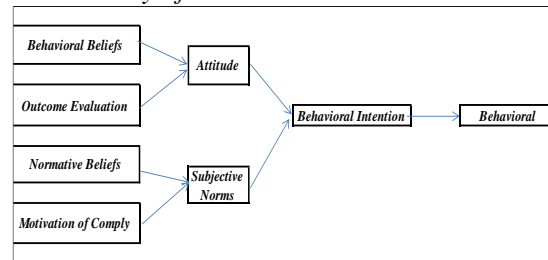 Behavioral Beliefs
Attitude
Outcome Evaluation
Behavioral Intention
Behavioral
Normative Beliefs
Subjective
Norms
Motivation of Comply